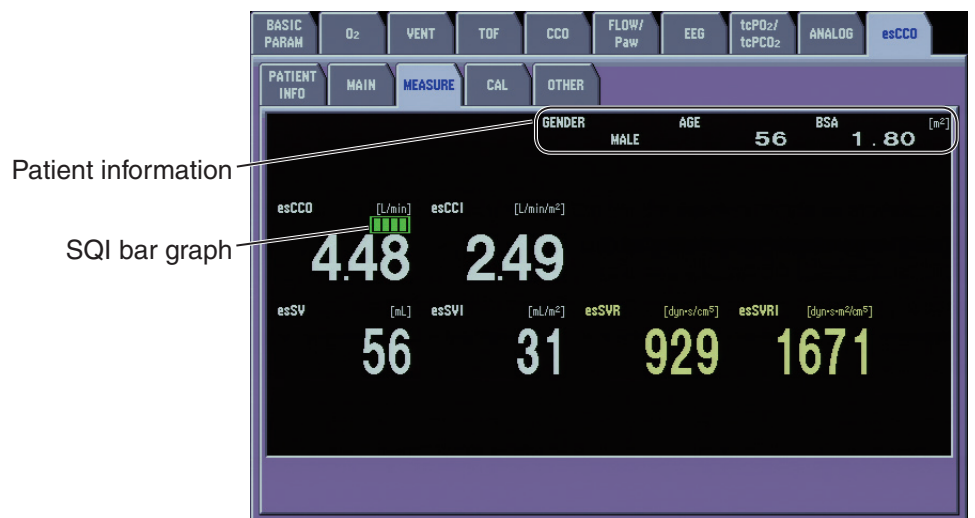 BASIC PARAM O2 VENT TOF CCO FLOW/ Paw EEG tcPO2/ tcPCO2 ANALOG esCCO
PATIENT INFO MAIN MEASURE CAL OTHER
GENDER AGE BSA [m²]
MALE 56 1.80
Patient information
esCCO [L/min] esCCI [L/min/m²]
SQI bar graph
4.48 2.49
esSV [mL] esSVI [mL/m²] esSVR [dyn·s/cm⁵] esSVRI [dyn·s·m²/cm⁵]
56 31 929 1671